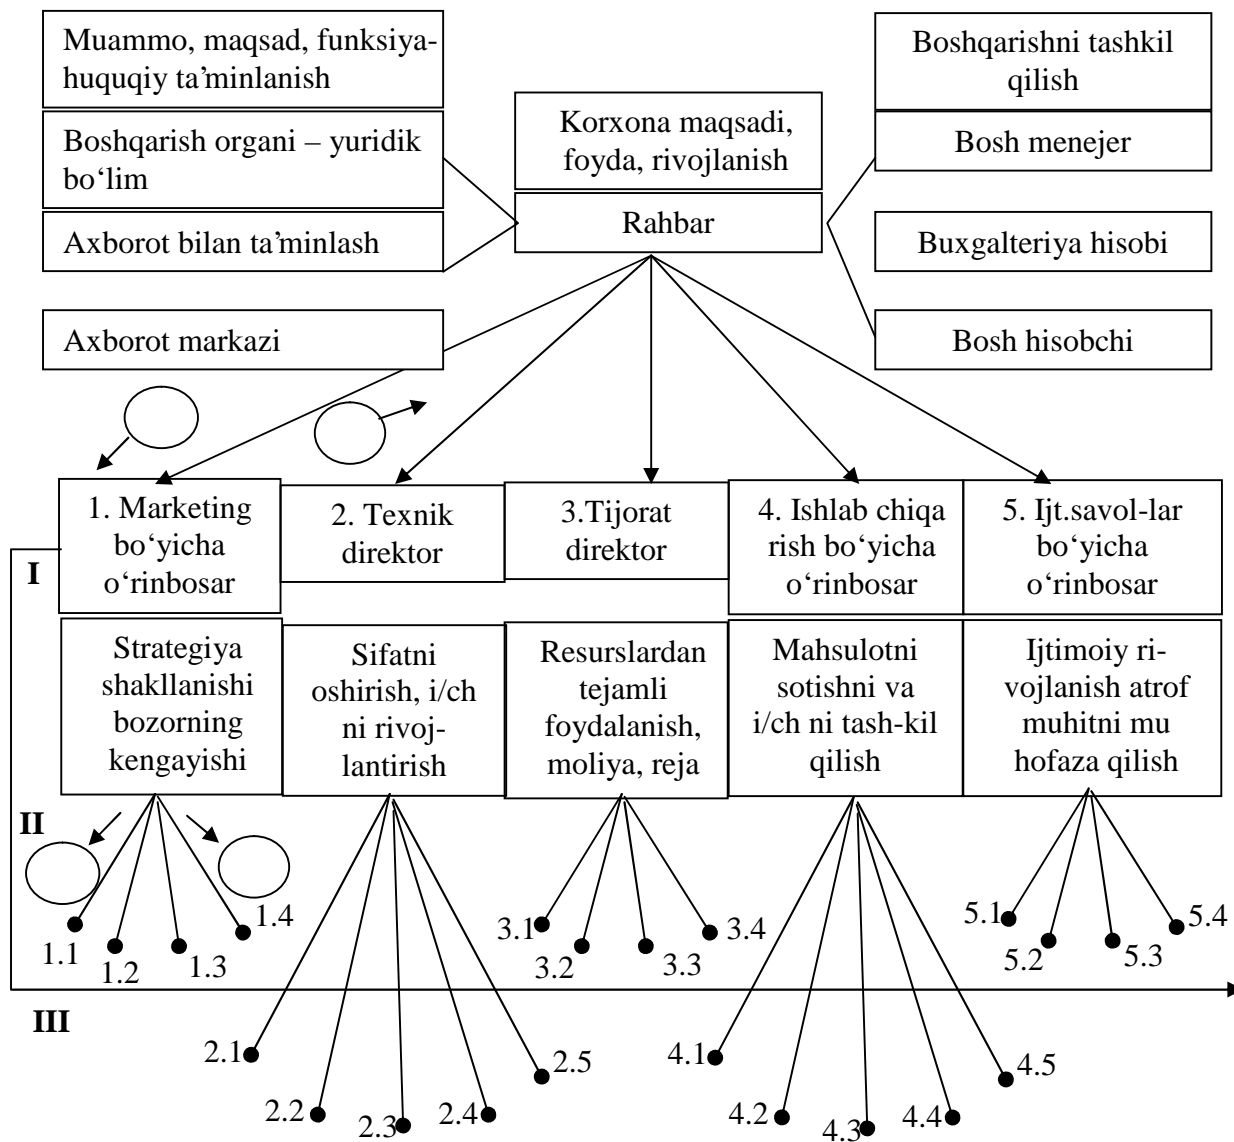 Muammo, maqsad, funksiya-
huquqiy ta’minlanish
Boshqarish organi – yuridik
bo‘lim
Axborot bilan ta’minlash
Axborot markazi
Korxona maqsadi,
foyda, rivojlanish
Rahbar
Boshqarishni tashkil
qilish
Bosh menejer
Buxgalteriya hisobi
Bosh hisobchi
1. Marketing
bo‘yicha
o‘rinbosar
2. Texnik
direktor
3.Tijorat
direktor
4. Ishlab chiqa
rish bo‘yicha
o‘rinbosar
5. Ijt.savol-lar
bo‘yicha
o‘rinbosar
I
Strategiya
shakllanishi
bozorning
kengayishi
Sifatni
oshirish, i/ch
ni rivoj-
lantirish
Resurslardan
tejamli
foydalanish,
moliya, reja
Mahsulotni
sotishni va
i/ch ni tash-kil
qilish
Ijtimoiy ri-
vojlanish atrof
muhitni mu
hofaza qilish
II
1.1
1.2
1.3
1.4
3.1
3.2
3.3
3.4
5.1
5.2
5.3
5.4
III
2.1
2.2
2.3
2.4
2.5
4.1
4.2
4.3
4.4
4.5